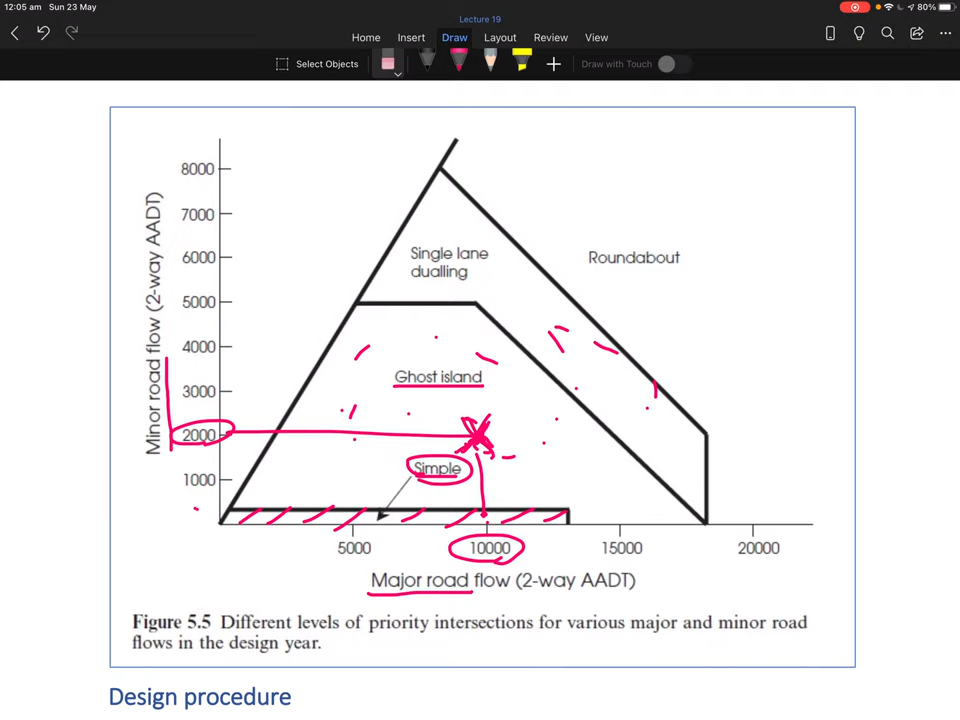 12:05 am Sun 23 May
80%
Lecture 19
Home Insert Draw Layout Review View
Select Objects
Draw with Touch
8000
7000
6000
5000
4000
3000
2000
1000
Minor road flow (2-way AADT)
Single lane
dualling
Roundabout
Ghost island
Simple
5000 10000 15000 20000
Major road flow (2-way AADT)
Figure 5.5 Different levels of priority intersections for various major and minor road
flows in the design year.
Design procedure